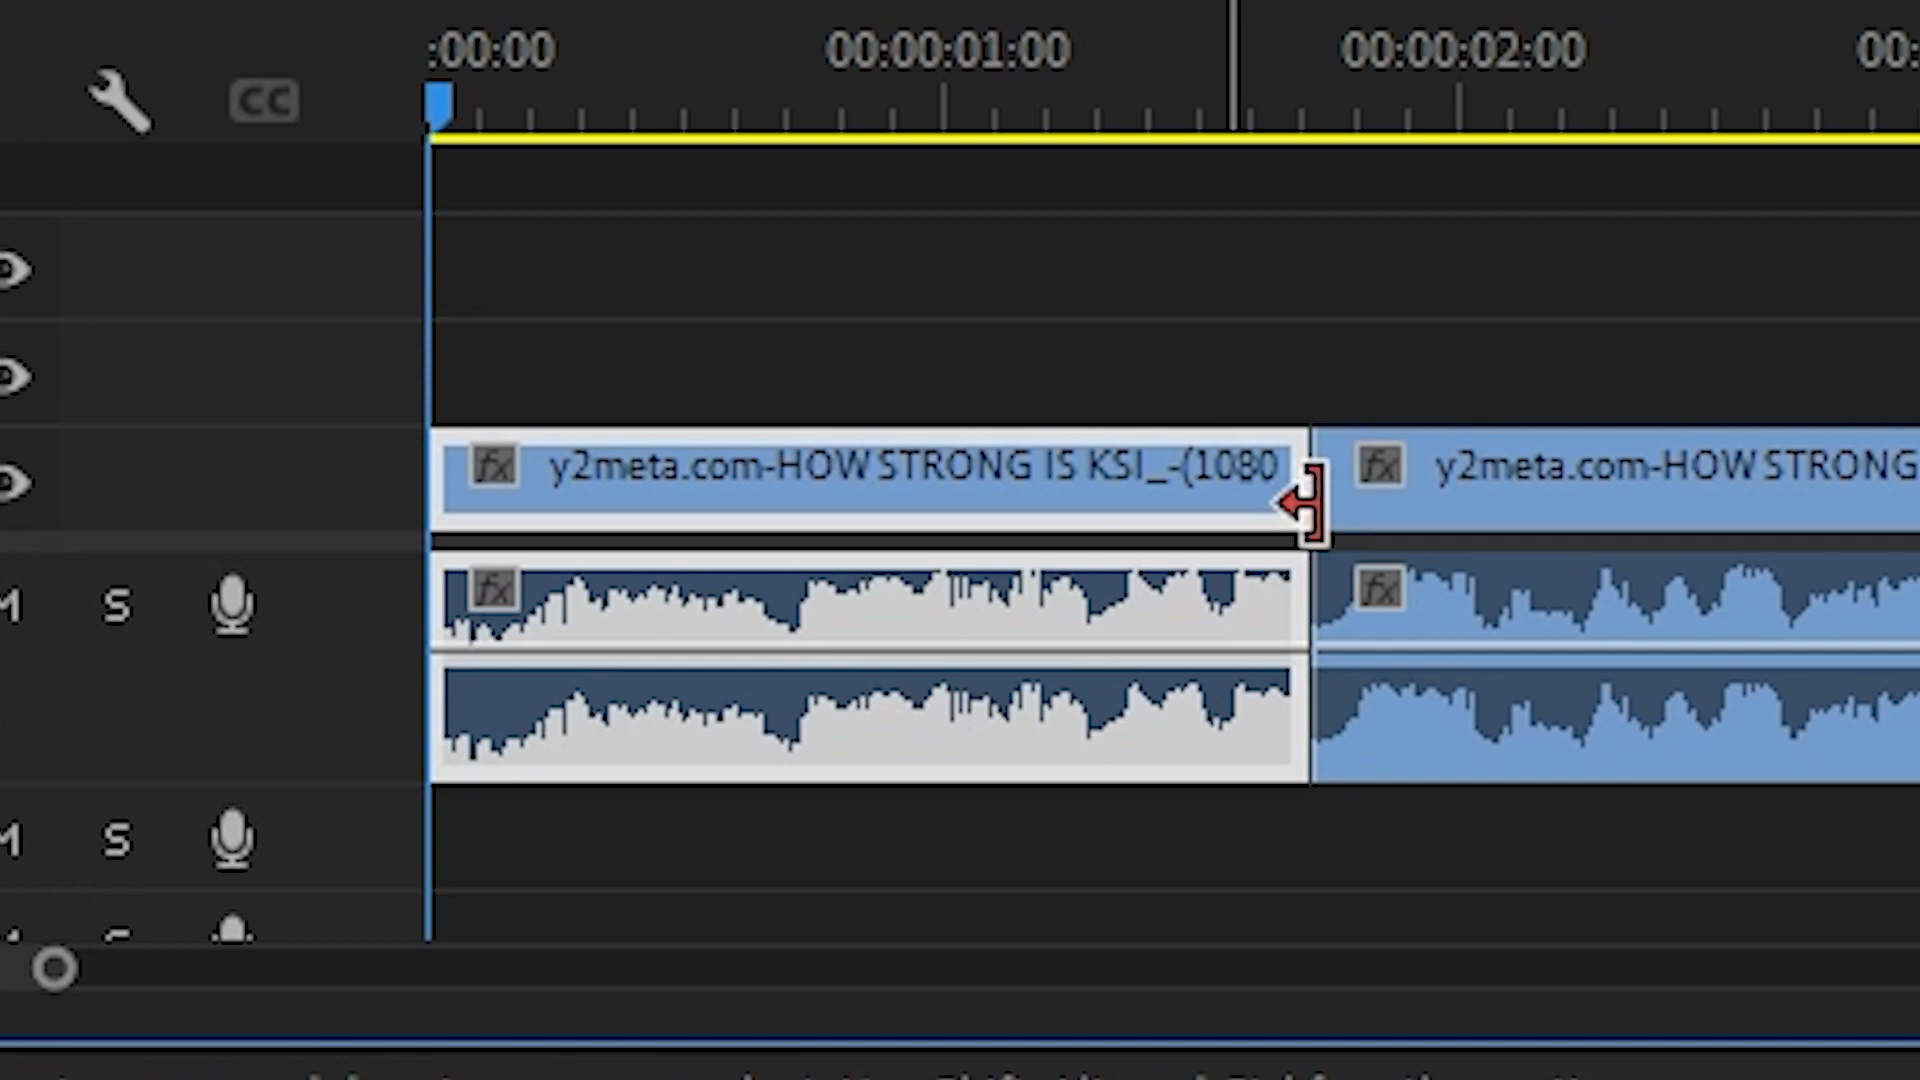 :00:00 00:00:01:00 00:00:02:00 00:
CC
fx y2meta.com-HOW STRONG IS KSI_-(1080 fx y2meta.com-HOW STRONG
fx fx
M S
M S